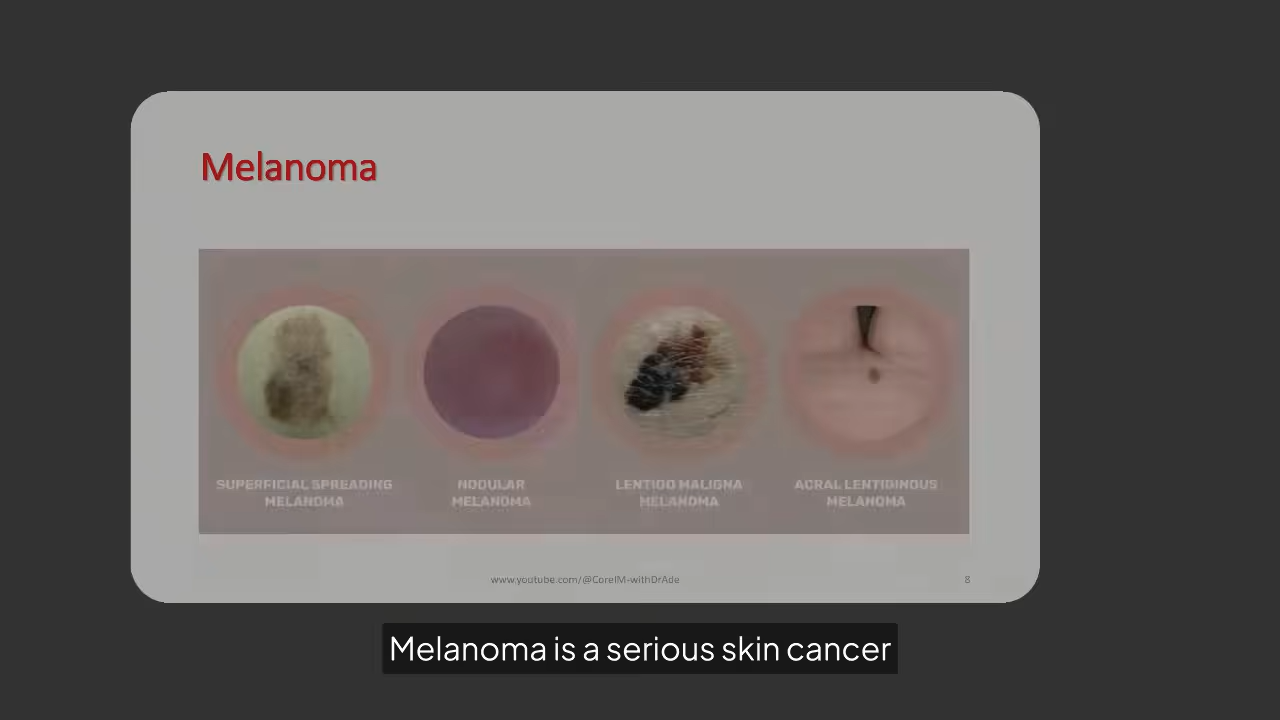 Melanoma
SUPERFICIAL SPREADING
MELANOMA
NODULAR
MELANOMA
LENTIGO MALIGNA
MELANOMA
ACRAL LENTIGINOUS
MELANOMA
www.youtube.com/@CoreIM-withDrAde
8
Melanoma is a serious skin cancer